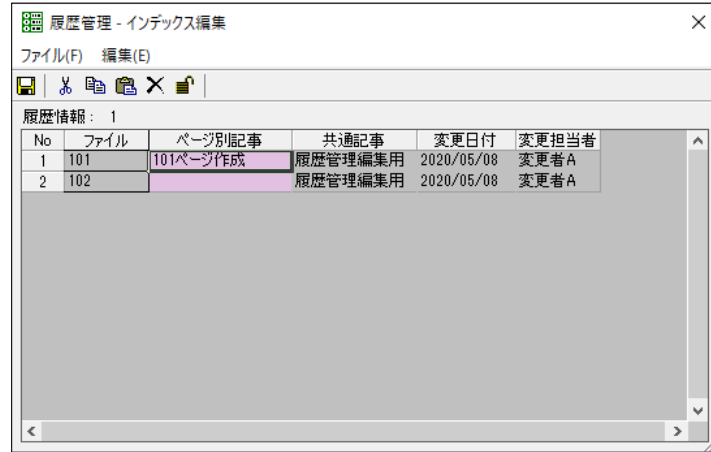 履歴管理 - インデックス編集
ファイル(F) 編集(E)
履歴情報： 1
No ファイル ページ別記事 共通記事 変更日付 変更担当者
1 101 101ページ作成 履歴管理編集用 2020/05/08 変更者A
2 102 履歴管理編集用 2020/05/08 変更者A